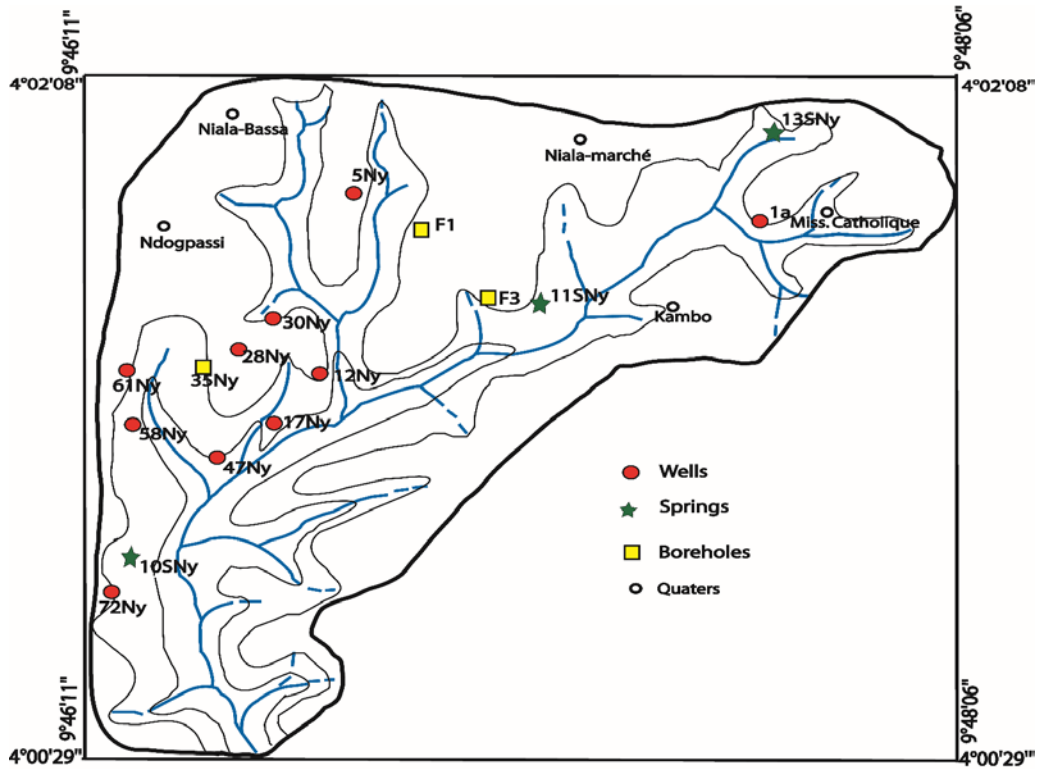 9°46'11"
9°48'06"
4°02'08"
4°02'08"
13SNy
Niala-Bassa
Niala-marché
5Ny
1a
Miss. Catholique
F1
Ndogpassi
F3
11SNy
Kambo
30Ny
28Ny
35Ny
12Ny
61Ny
17Ny
58Ny
47Ny
Wells
Springs
Boreholes
Quaters
10SNy
72Ny
9°46'11"
9°48'06"
4°00'29"
4°00'29"'